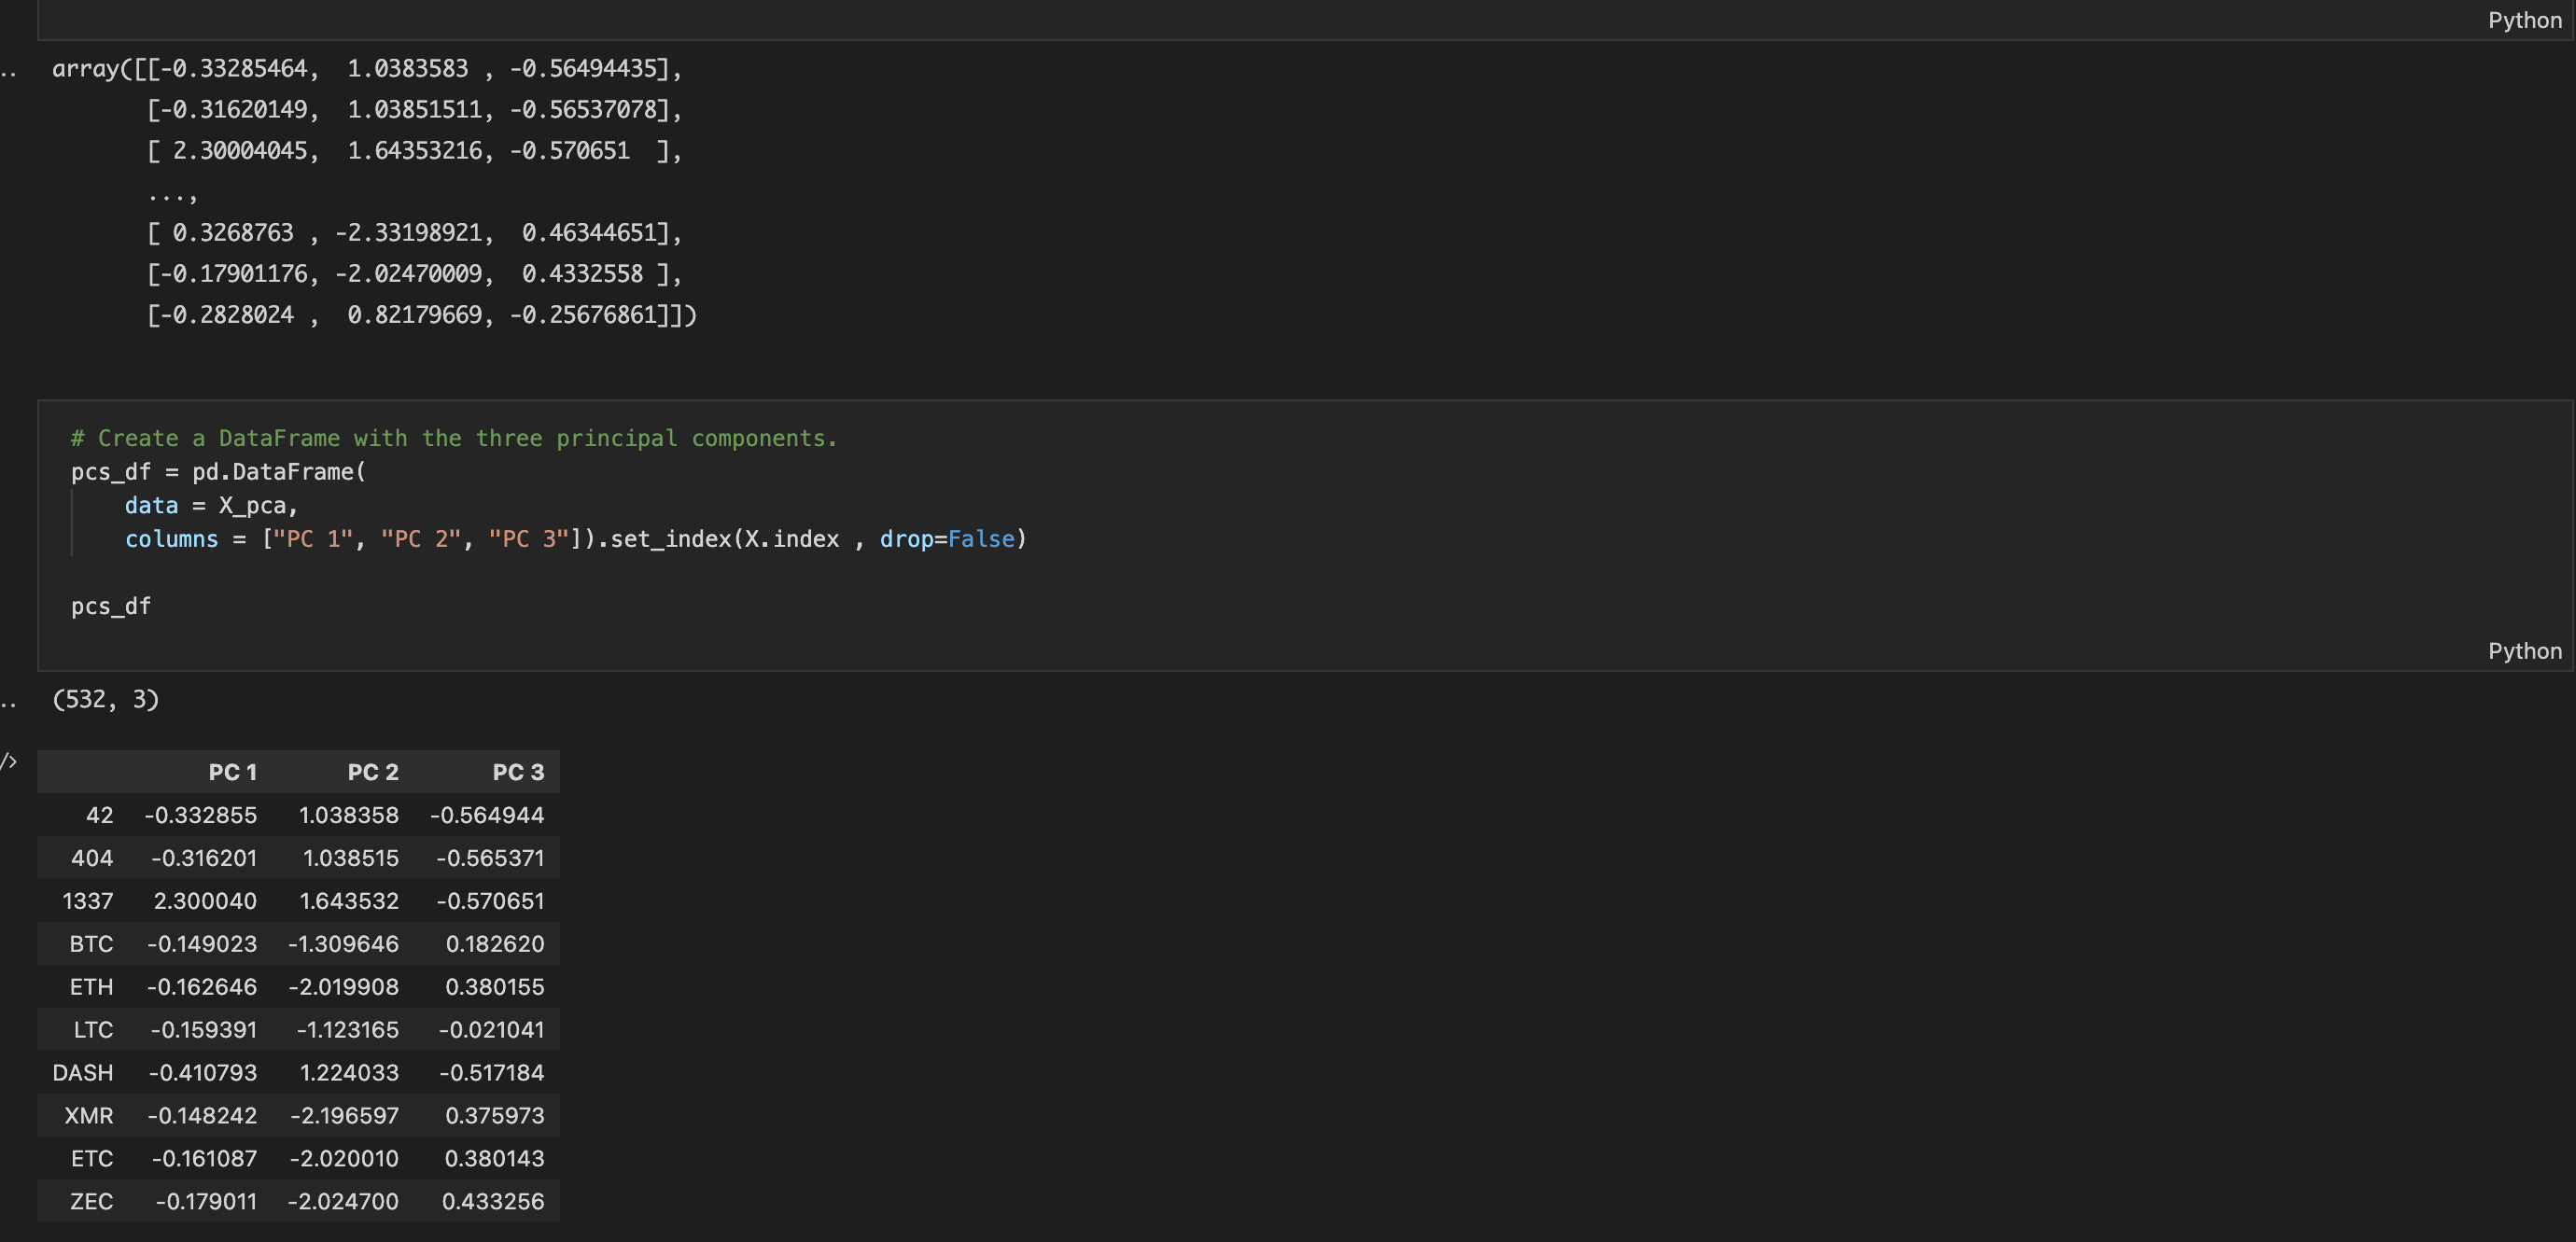 Python
.. array([[-0.33285464,  1.0383583 , -0.56494435],
       [-0.31620149,  1.03851511, -0.56537078],
       [ 2.30004045,  1.64353216, -0.570651  ],
       ...,
       [ 0.3268763 , -2.33198921,  0.46344651],
       [-0.17901176, -2.02470009,  0.4332558 ],
       [-0.2828024 ,  0.82179669, -0.25676861]])
# Create a DataFrame with the three principal components.
pcs_df = pd.DataFrame(
    data = X_pca,
    columns = ["PC 1", "PC 2", "PC 3"]).set_index(X.index , drop=False)
pcs_df
Python
.. (532, 3)
/>
PC 1 PC 2 PC 3
42 -0.332855 1.038358 -0.564944
404 -0.316201 1.038515 -0.565371
1337 2.300040 1.643532 -0.570651
BTC -0.149023 -1.309646 0.182620
ETH -0.162646 -2.019908 0.380155
LTC -0.159391 -1.123165 -0.021041
DASH -0.410793 1.224033 -0.517184
XMR -0.148242 -2.196597 0.375973
ETC -0.161087 -2.020010 0.380143
ZEC -0.179011 -2.024700 0.433256